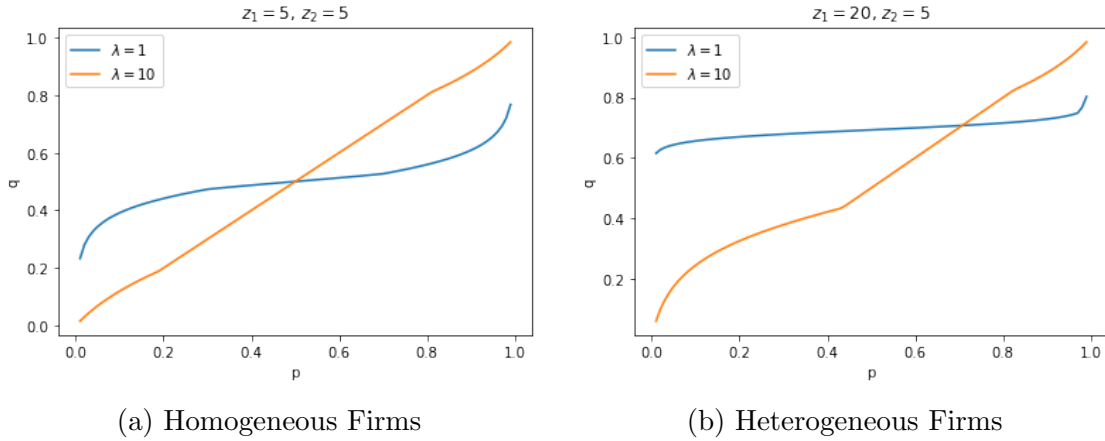 z₁ = 5, z₂ = 5
λ = 1
λ = 10
q
1.0
0.8
0.6
0.4
0.2
0.0
0.0 0.2 0.4 0.6 0.8 1.0
p
(a) Homogeneous Firms
z₁ = 20, z₂ = 5
λ = 1
λ = 10
q
1.0
0.8
0.6
0.4
0.2
0.0 0.2 0.4 0.6 0.8 1.0
p
(b) Heterogeneous Firms